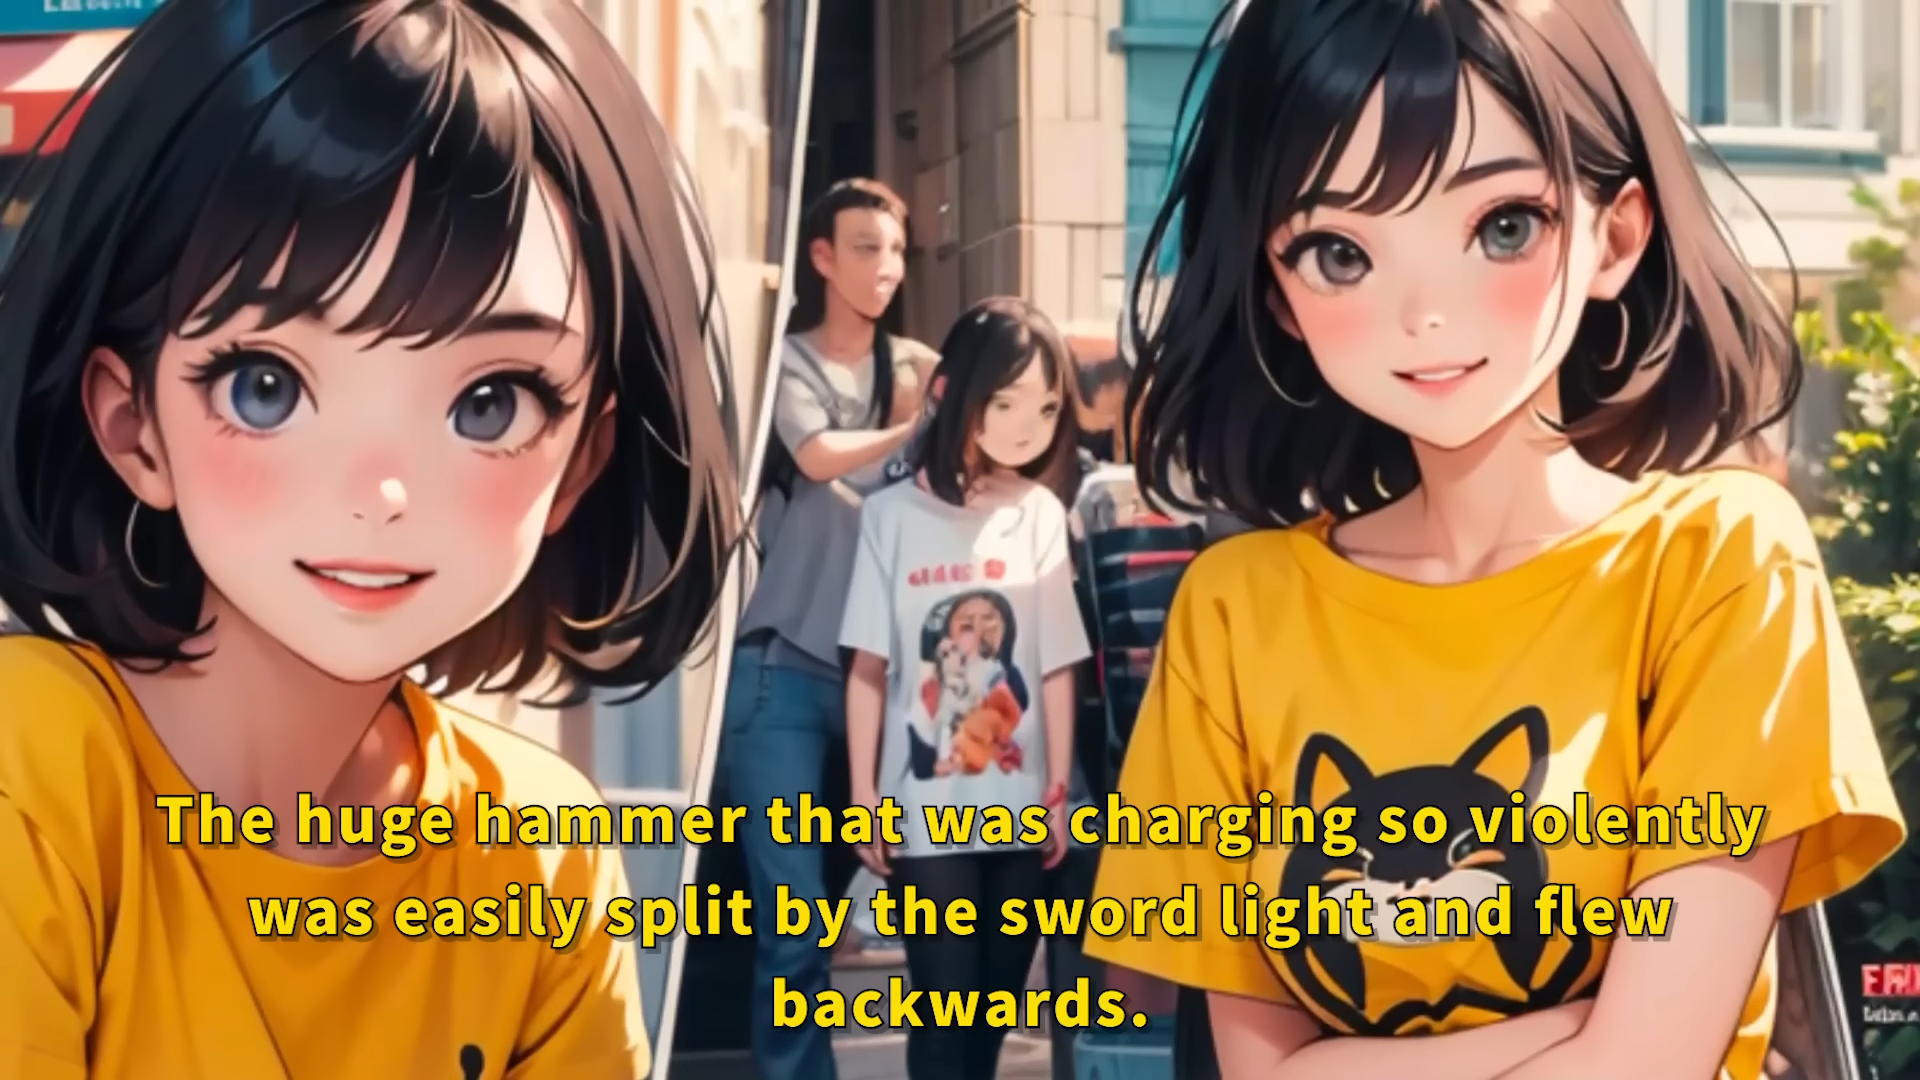 The huge hammer that was charging so violently
was easily split by the sword light and flew
backwards.